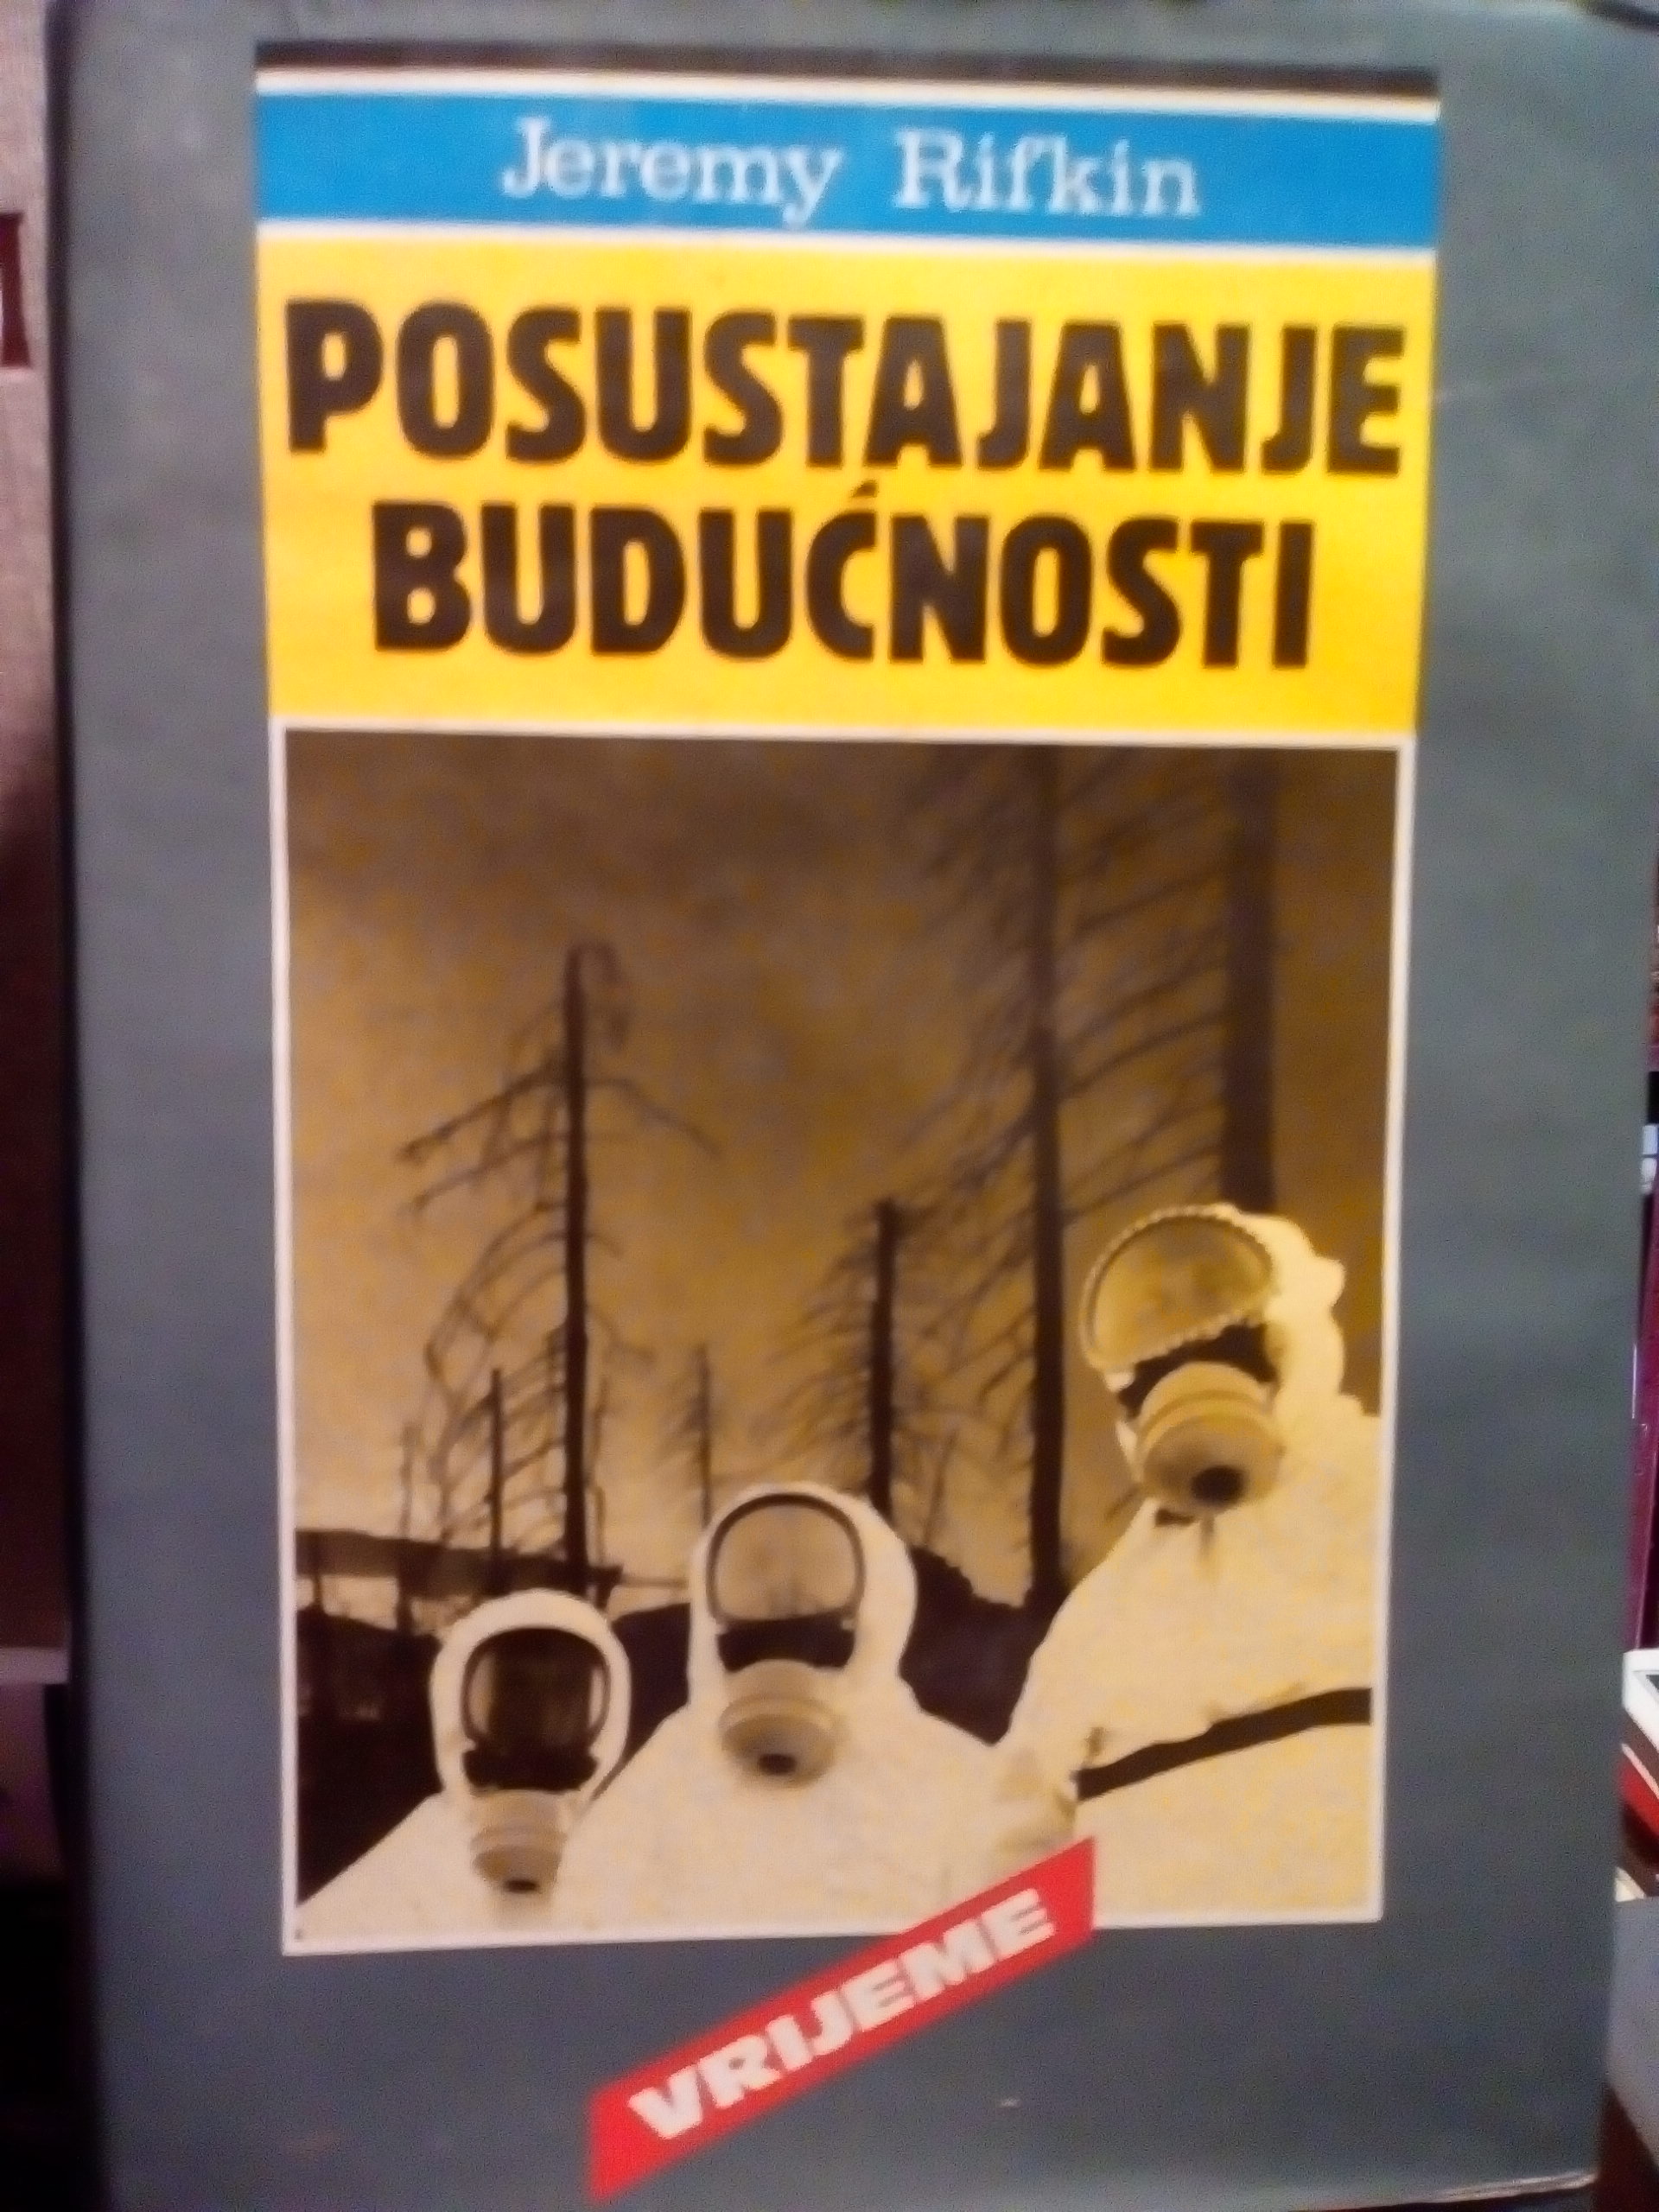 Jeremy Rifkin
POSUSTAJANJE
BUDUĆNOSTI
VRIJEME